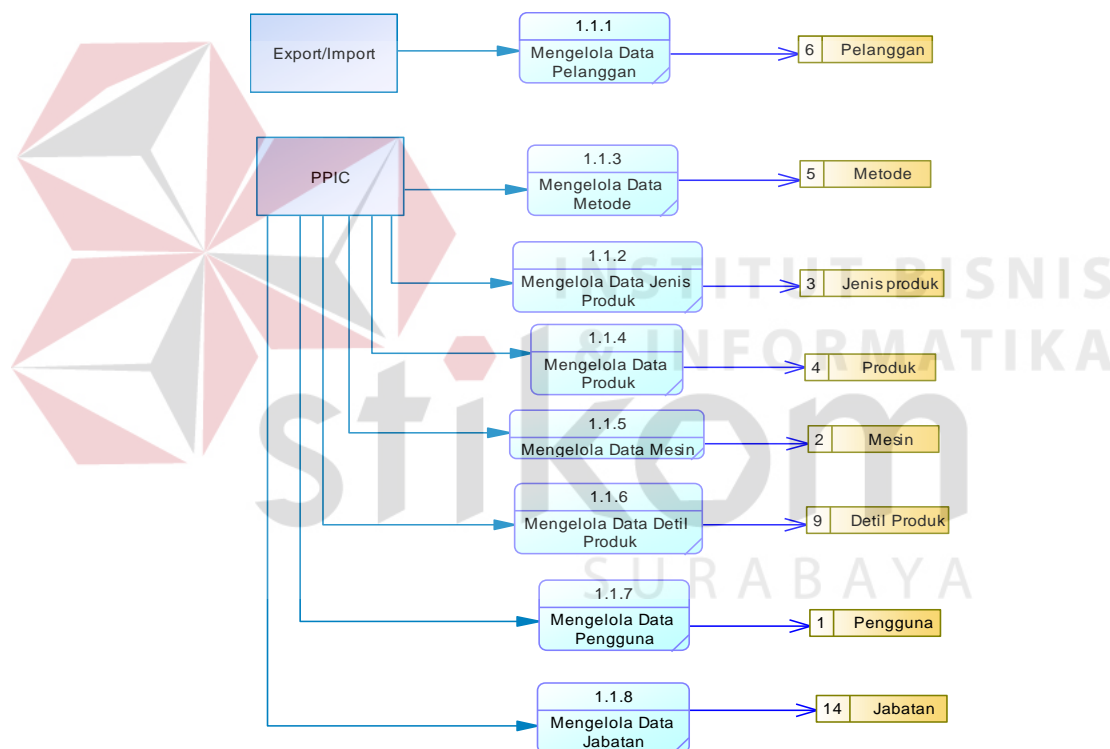 1.1.1
Export/Import
Mengelola Data
Pelanggan
6 Pelanggan
PPIC
1.1.3
Mengelola Data
Metode
5 Metode
1.1.2
Mengelola Data Jenis
Produk
3 Jenis produk
INSTITUT BISNIS
& INFORMATIKA
1.1.4
Mengelola Data
Produk
4 Produk
stikom
1.1.5
Mengelola Data Mesin
2 Mesin
1.1.6
Mengelola Data Detil
Produk
9 Detil Produk
SURABAYA
1.1.7
Mengelola Data
Pengguna
1 Pengguna
1.1.8
Mengelola Data
Jabatan
14 Jabatan